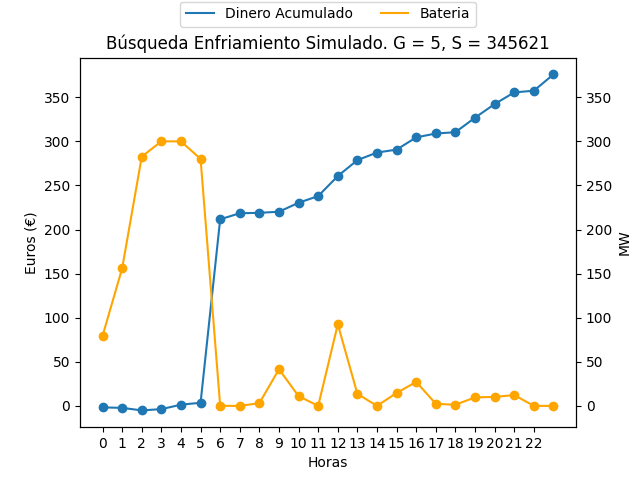 Dinero Acumulado Bateria
Búsqueda Enfriamiento Simulado. G = 5, S = 345621
350 350
300 300
250 250
200 200
150 150
100 100
50 50
0 0
Euros (€)
MW
0 1 2 3 4 5 6 7 8 9 10 11 12 13 14 15 16 17 18 19 20 21 22
Horas